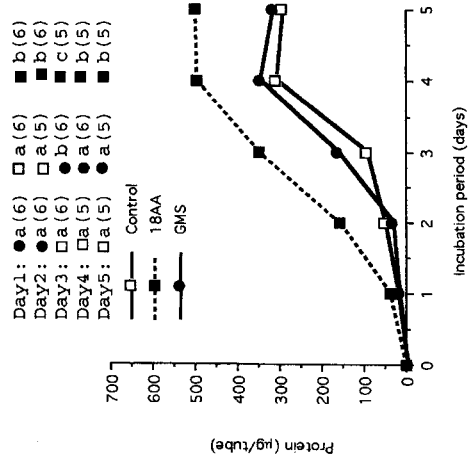 Day1: ●a(6) □a(6) ■b(6)
Day2: ●a(6) □a(5) ■b(6)
Day3: □a(6) ●b(6) ■c(5)
Day4: □a(5) ●a(6) ■b(5)
Day5: □a(5) ●a(5) ■b(5)
Control
18AA
GMS
700
600
500
400
300
200
100
0
Protein (µg/tube)
0 1 2 3 4 5
Incubation period (days)